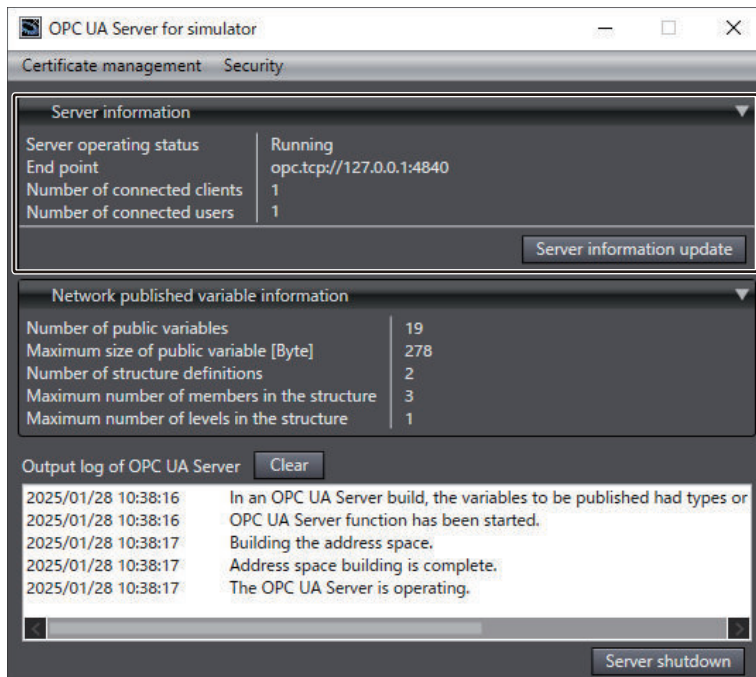 OPC UA Server for simulator
Certificate management Security
Server information
Server operating status Running
End point opc.tcp://127.0.0.1:4840
Number of connected clients 1
Number of connected users 1
Server information update
Network published variable information
Number of public variables 19
Maximum size of public variable [Byte] 278
Number of structure definitions 2
Maximum number of members in the structure 3
Maximum number of levels in the structure 1
Output log of OPC UA Server Clear
2025/01/28 10:38:16 In an OPC UA Server build, the variables to be published had types or
2025/01/28 10:38:16 OPC UA Server function has been started.
2025/01/28 10:38:17 Building the address space.
2025/01/28 10:38:17 Address space building is complete.
2025/01/28 10:38:17 The OPC UA Server is operating.
Server shutdown